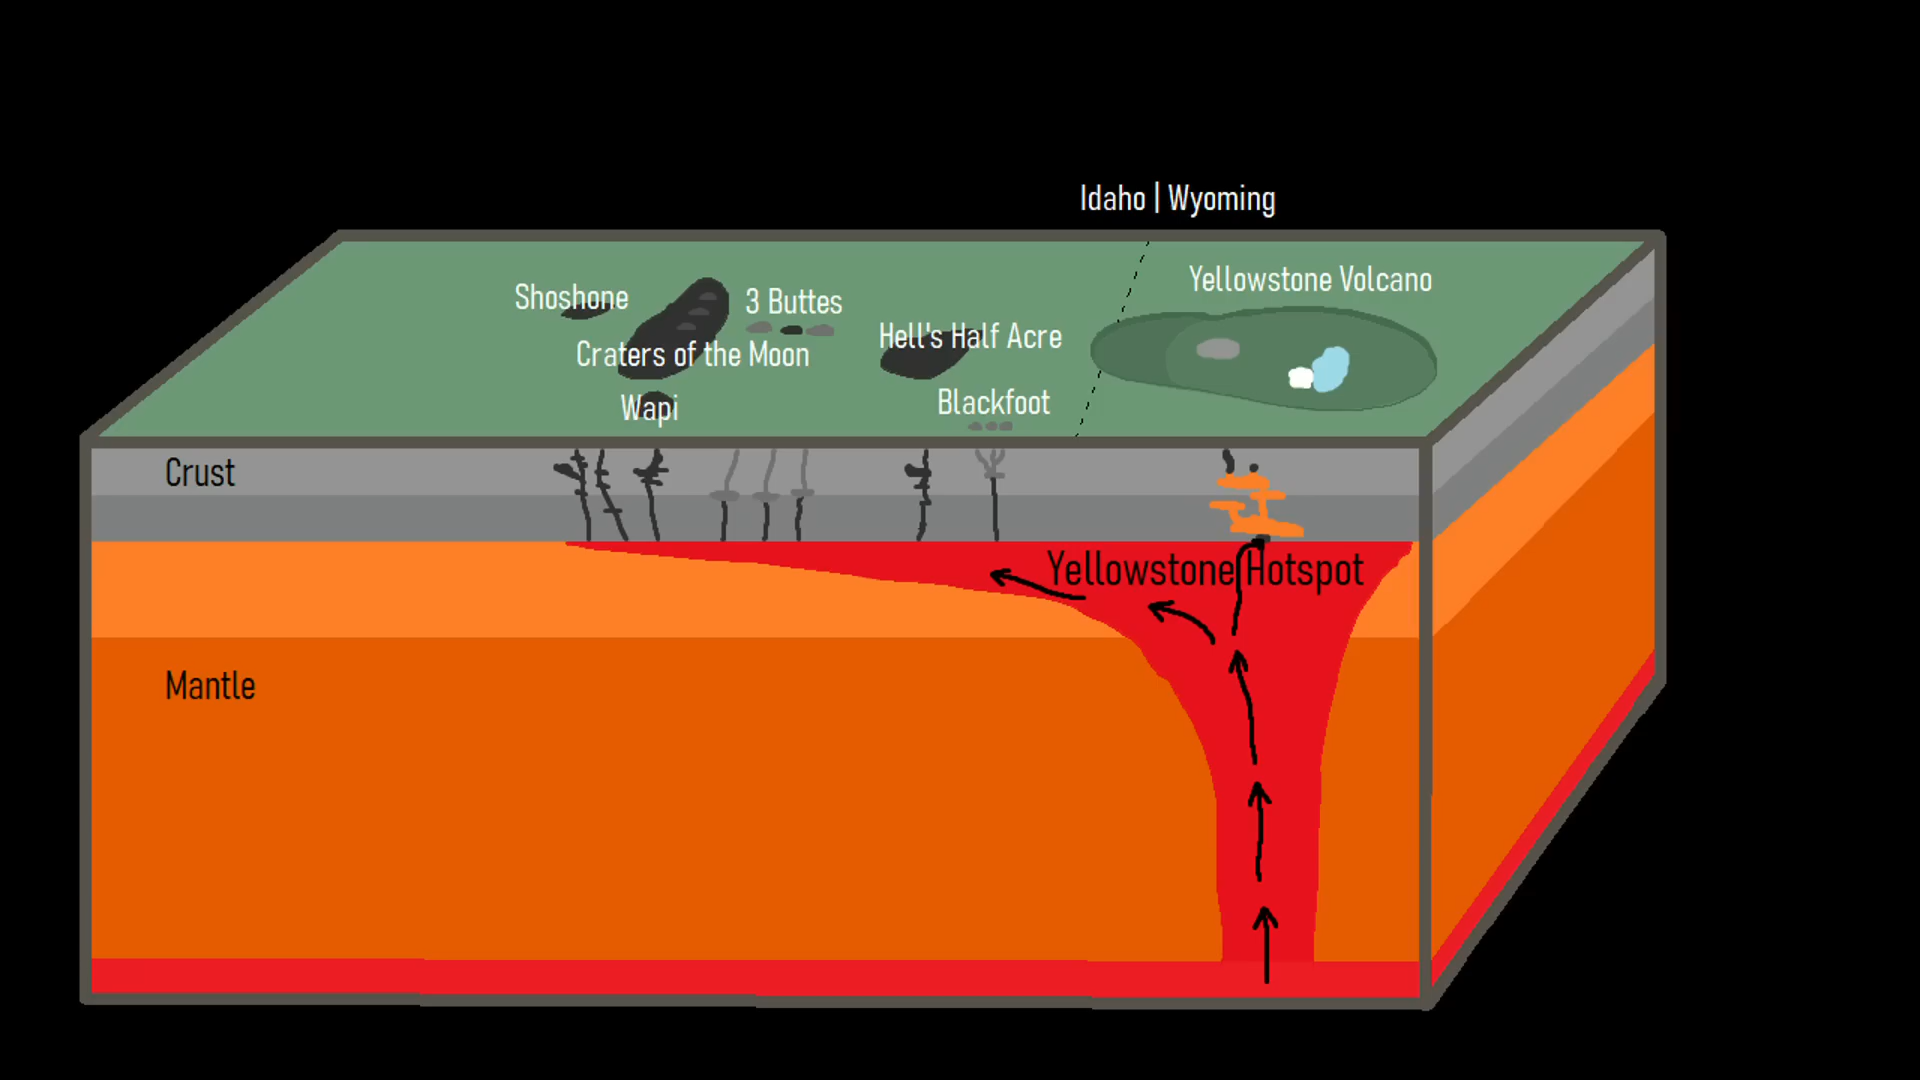 Idaho | Wyoming
Yellowstone Volcano
Shoshone
3 Buttes
Hell's Half Acre
Craters of the Moon
Wapi
Blackfoot
Crust
Yellowstone Hotspot
Mantle